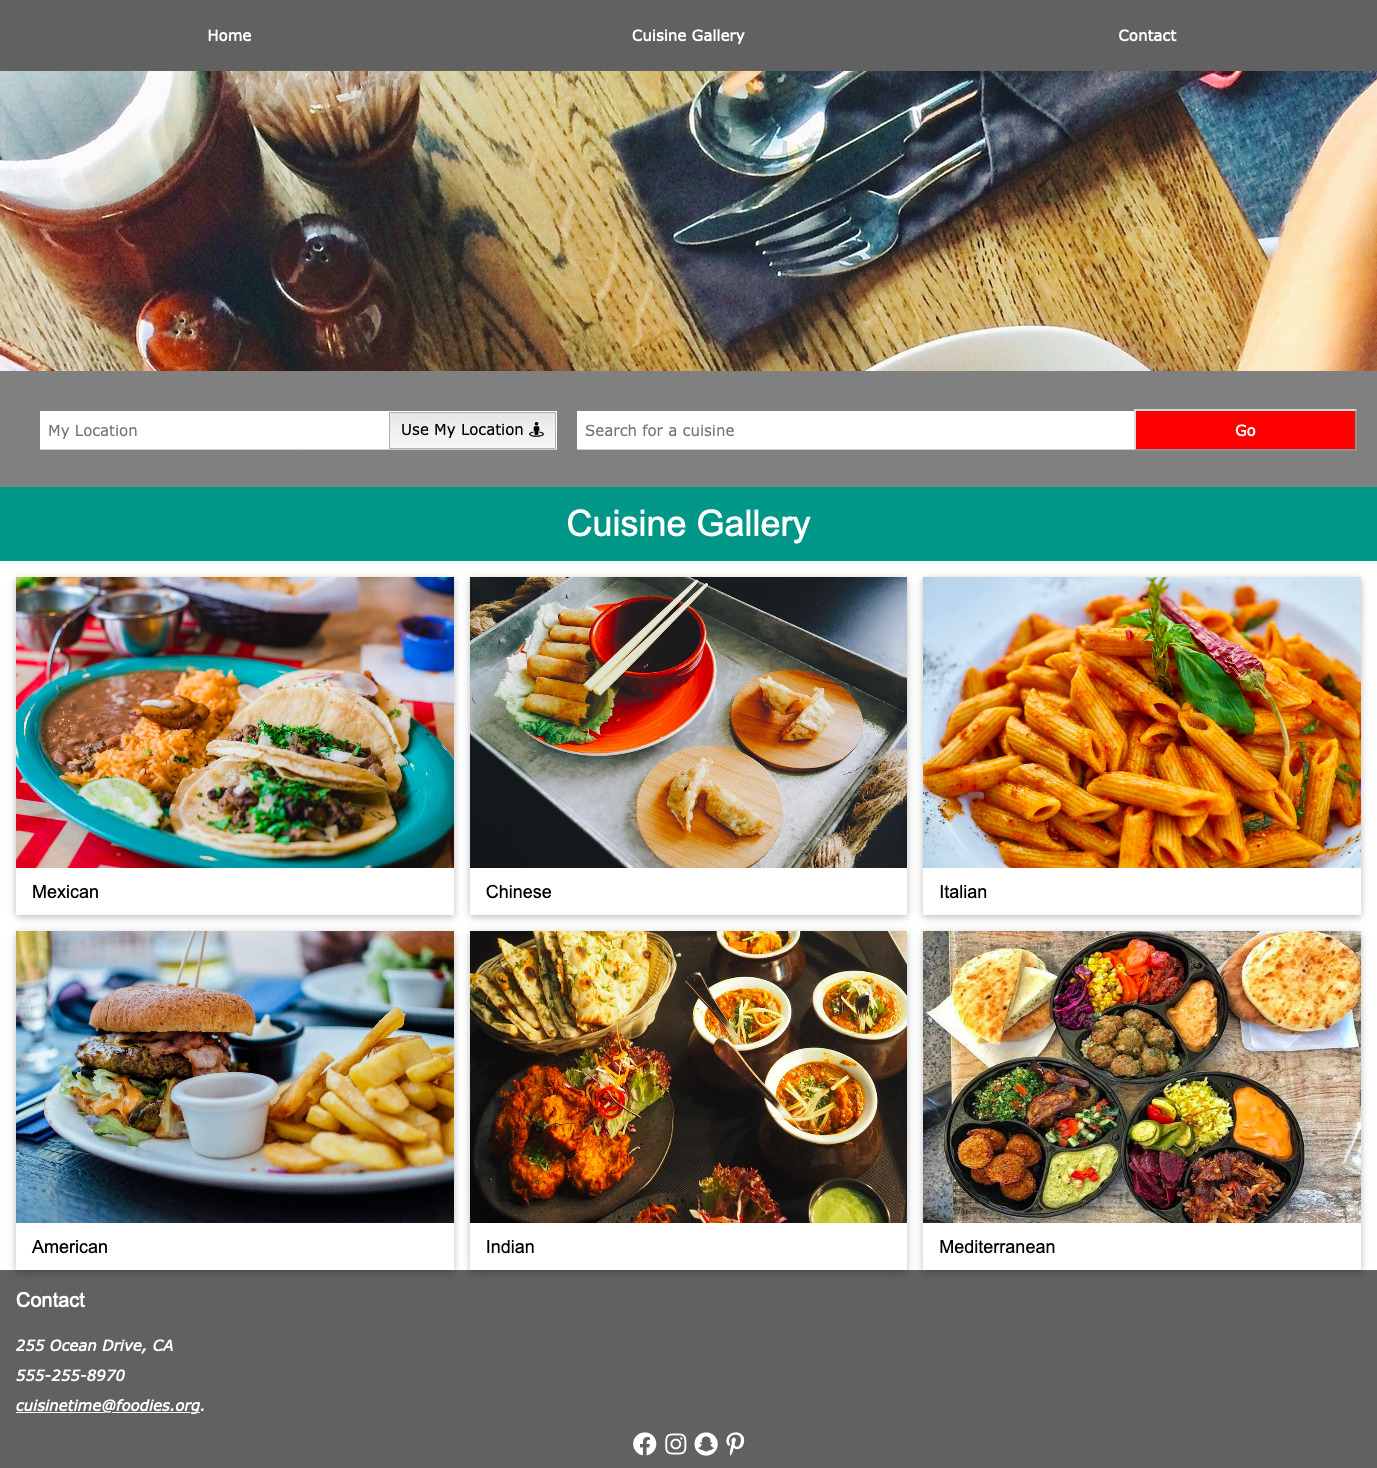 Home Cuisine Gallery Contact
My Location Use My Location Search for a cuisine Go
Cuisine Gallery
Mexican Chinese Italian
American Indian Mediterranean
Contact
255 Ocean Drive, CA
555-255-8970
cuisinetime@foodies.org.